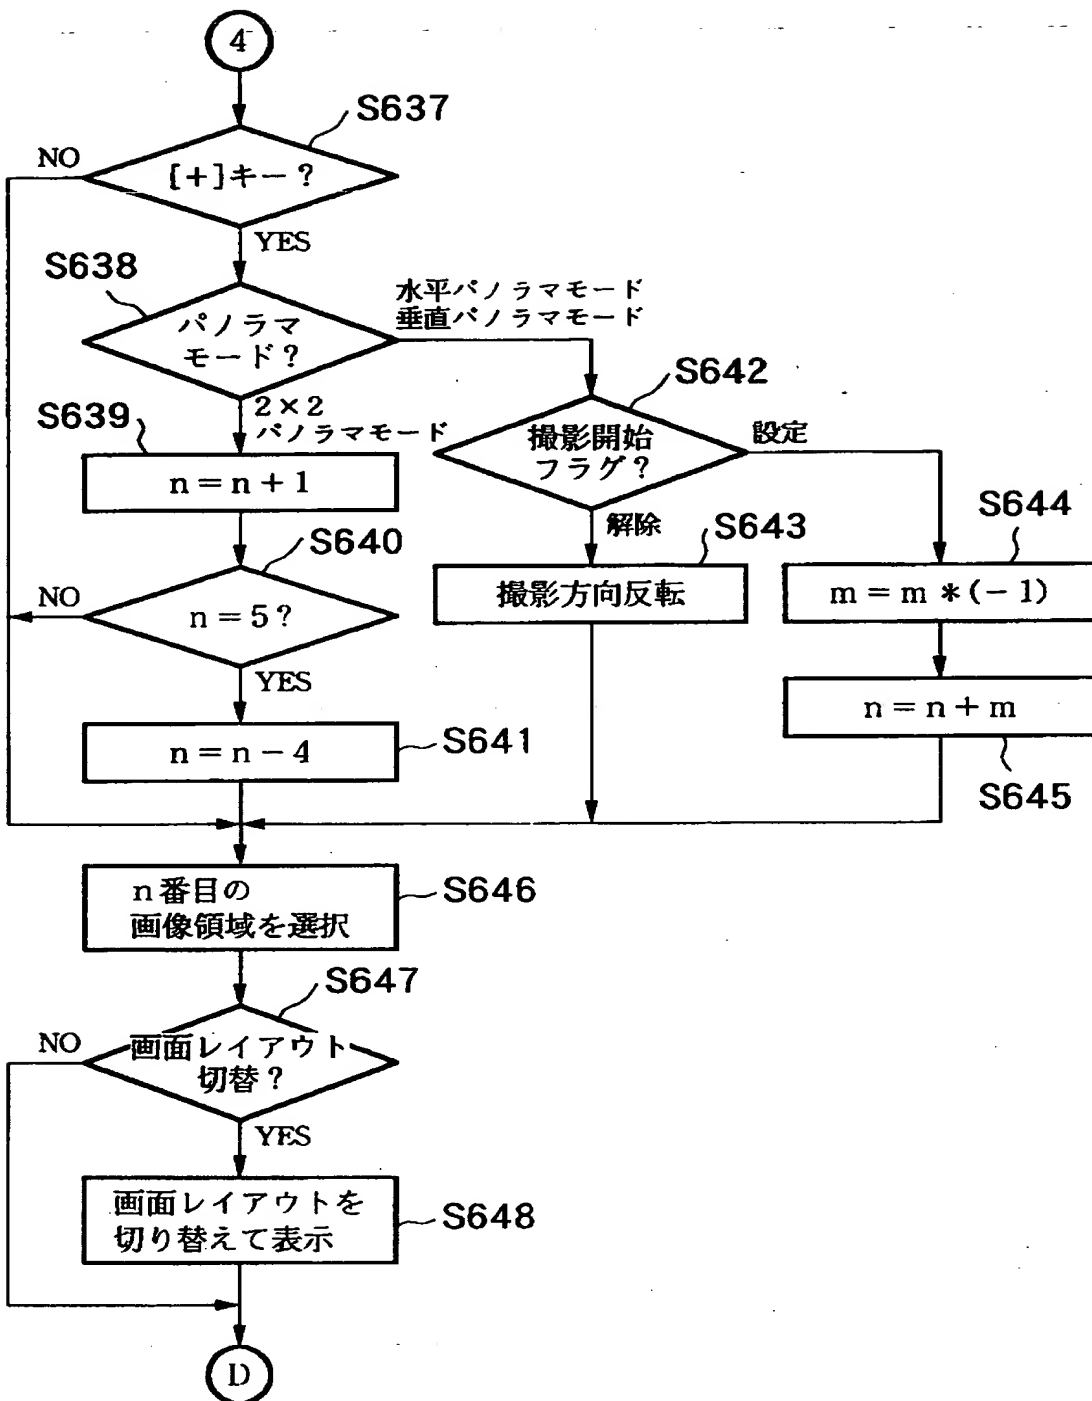 4
S637
NO
[+]キー?
YES
S638
水平パノラマモード
垂直パノラマモード
パノラマ
モード?
S642
S639
2×2
パノラマモード
撮影開始
フラグ?
設定
n=n+1
解除
S643
S644
S640
NO
n=5?
撮影方向反転
m=m*(-1)
YES
n=n-4
S641
n=n+m
S645
n番目の
画像領域を選択
S646
S647
NO
画面レイアウト
切替?
YES
画面レイアウトを
切り替えて表示
S648
D